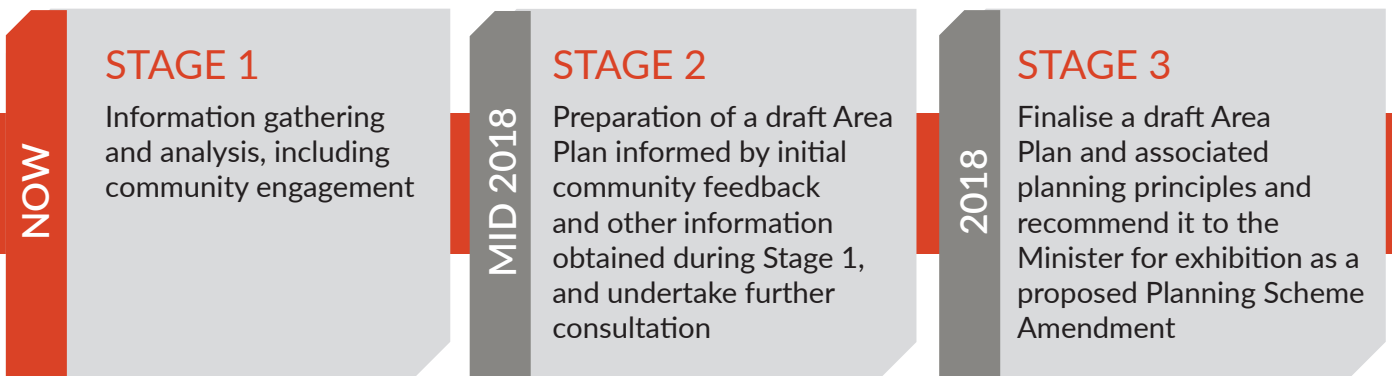 NOW
STAGE 1
Information gathering
and analysis, including
community engagement
MID 2018
STAGE 2
Preparation of a draft Area
Plan informed by initial
community feedback
and other information
obtained during Stage 1,
and undertake further
consultation
2018
STAGE 3
Finalise a draft Area
Plan and associated
planning principles and
recommend it to the
Minister for exhibition as a
proposed Planning Scheme
Amendment